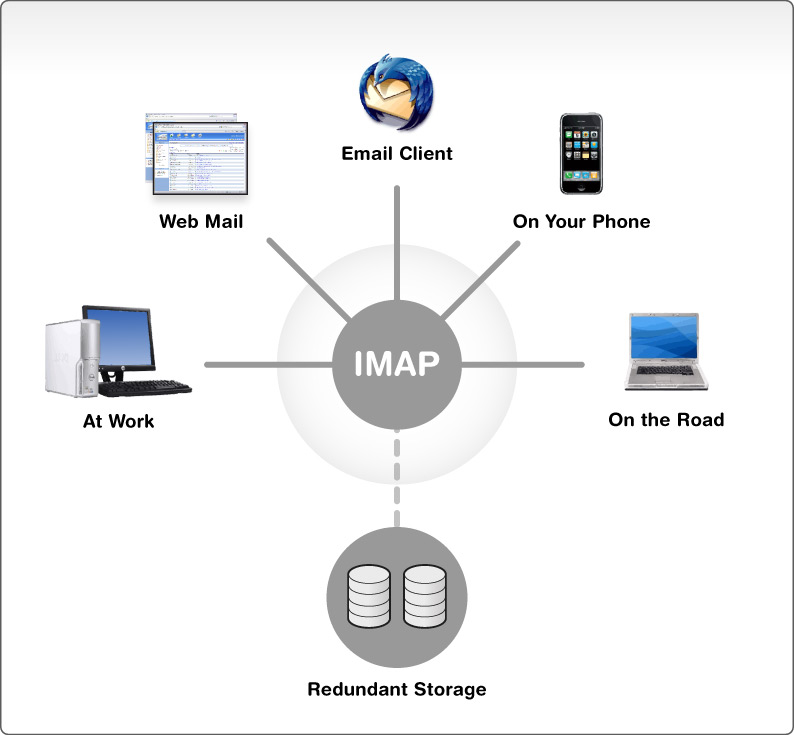 Email Client
Web Mail
On Your Phone
IMAP
At Work
On the Road
Redundant Storage